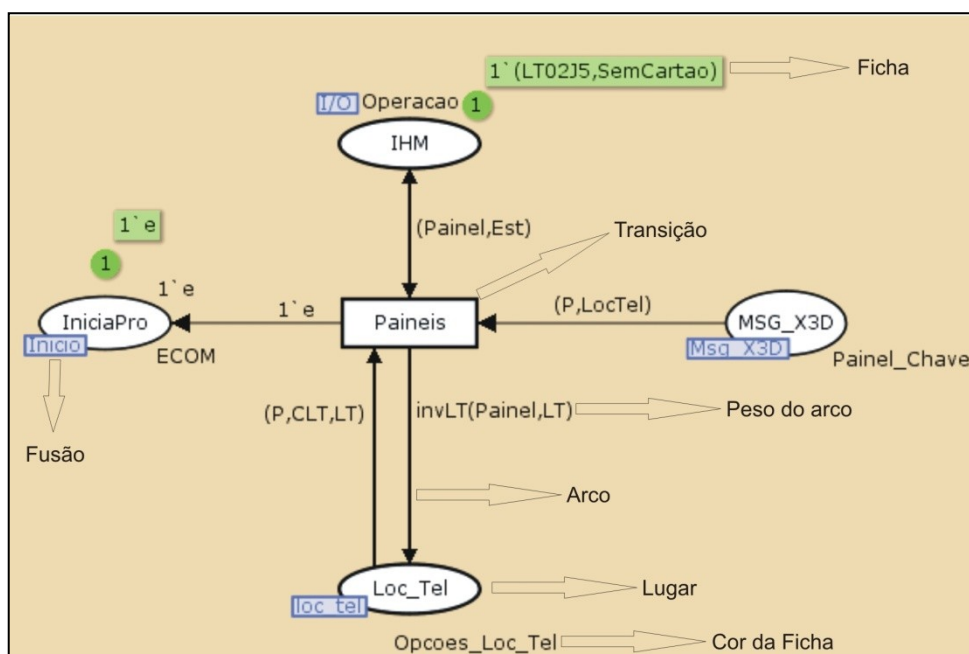 1`(LT02J5,SemCartao)
Ficha
I/O
Operacao
1
IHM
1`e
(Painel,Est)
Transição
1
1`e
1`e
(P,LocTel)
IniciaPro
Paineis
MSG_X3D
Inicio
Msg_X3D
ECOM
Painel_Chave
(P,CLT,LT)
invLT(Painel,LT)
Peso do arco
Fusão
Arco
Loc_Tel
Lugar
loc_tel
Opcoes_Loc_Tel
Cor da Ficha